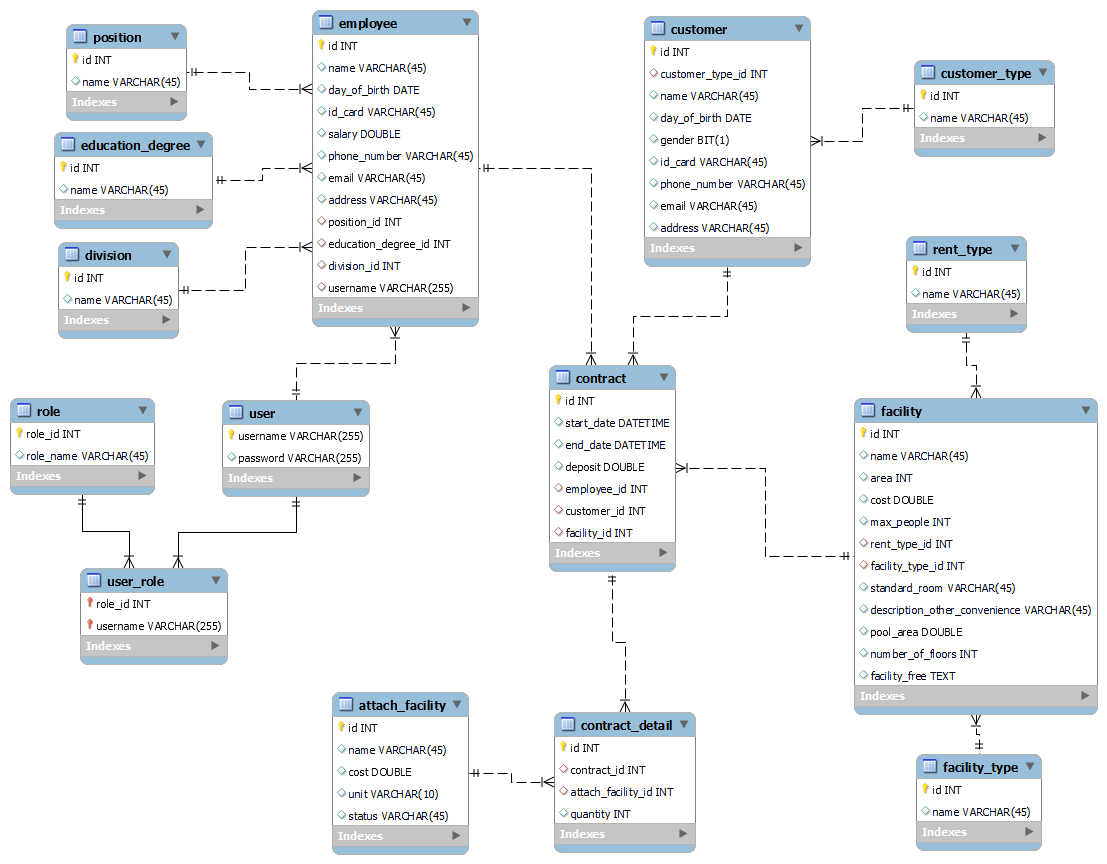 position
id INT
name VARCHAR(45)
Indexes
education_degree
id INT
name VARCHAR(45)
Indexes
division
id INT
name VARCHAR(45)
Indexes
employee
id INT
name VARCHAR(45)
day_of_birth DATE
id_card VARCHAR(45)
salary DOUBLE
phone_number VARCHAR(45)
email VARCHAR(45)
address VARCHAR(45)
position_id INT
education_degree_id INT
division_id INT
username VARCHAR(255)
Indexes
customer
id INT
customer_type_id INT
name VARCHAR(45)
day_of_birth DATE
gender BIT(1)
id_card VARCHAR(45)
phone_number VARCHAR(45)
email VARCHAR(45)
address VARCHAR(45)
Indexes
customer_type
id INT
name VARCHAR(45)
Indexes
rent_type
id INT
name VARCHAR(45)
Indexes
role
role_id INT
role_name VARCHAR(45)
Indexes
user
username VARCHAR(255)
password VARCHAR(255)
Indexes
user_role
role_id INT
username VARCHAR(255)
Indexes
contract
id INT
start_date DATETIME
end_date DATETIME
deposit DOUBLE
employee_id INT
customer_id INT
facility_id INT
Indexes
facility
id INT
name VARCHAR(45)
area INT
cost DOUBLE
max_people INT
rent_type_id INT
facility_type_id INT
standard_room VARCHAR(45)
description_other_convenience VARCHAR(45)
pool_area DOUBLE
number_of_floors INT
facility_free TEXT
Indexes
attach_facility
id INT
name VARCHAR(45)
cost DOUBLE
unit VARCHAR(10)
status VARCHAR(45)
Indexes
contract_detail
id INT
contract_id INT
attach_facility_id INT
quantity INT
Indexes
facility_type
id INT
name VARCHAR(45)
Indexes